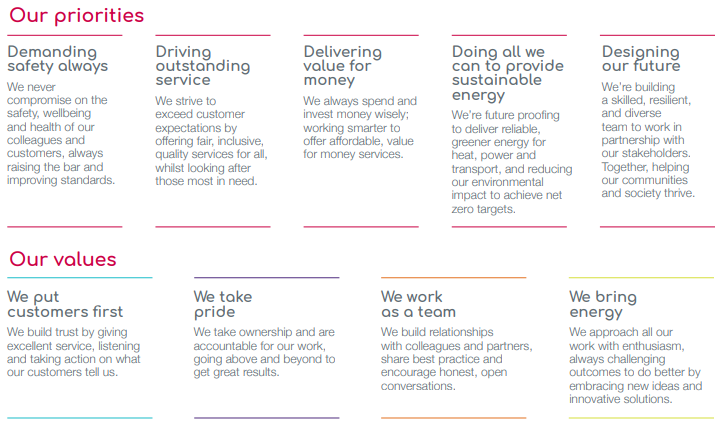 Our priorities
Demanding
safety always
We never
compromise on the
safety, wellbeing
and health of our
colleagues and
customers, always
raising the bar and
improving standards.
Driving
outstanding
service
We strive to
exceed customer
expectations by
offering fair, inclusive,
quality services for all,
whilst looking after
those most in need.
Delivering
value for
money
We always spend and
invest money wisely;
working smarter to
offer affordable, value
for money services.
Doing all we
can to provide
sustainable
energy
We're future proofing
to deliver reliable,
greener energy for
heat, power and
transport, and reducing
our environmental
impact to achieve net
zero targets.
Designing
our future
We're building
a skilled, resilient,
and diverse
team to work in
partnership with
our stakeholders.
Together, helping
our communities
and society thrive.
Our values
We put
customers first
We build trust by giving
excellent service, listening
and taking action on what
our customers tell us.
We take
pride
We take ownership and are
accountable for our work,
going above and beyond to
get great results.
We work
as a team
We build relationships
with colleagues and partners,
share best practice and
encourage honest, open
conversations.
We bring
energy
We approach all our
work with enthusiasm,
always challenging
outcomes to do better by
embracing new ideas and
innovative solutions.